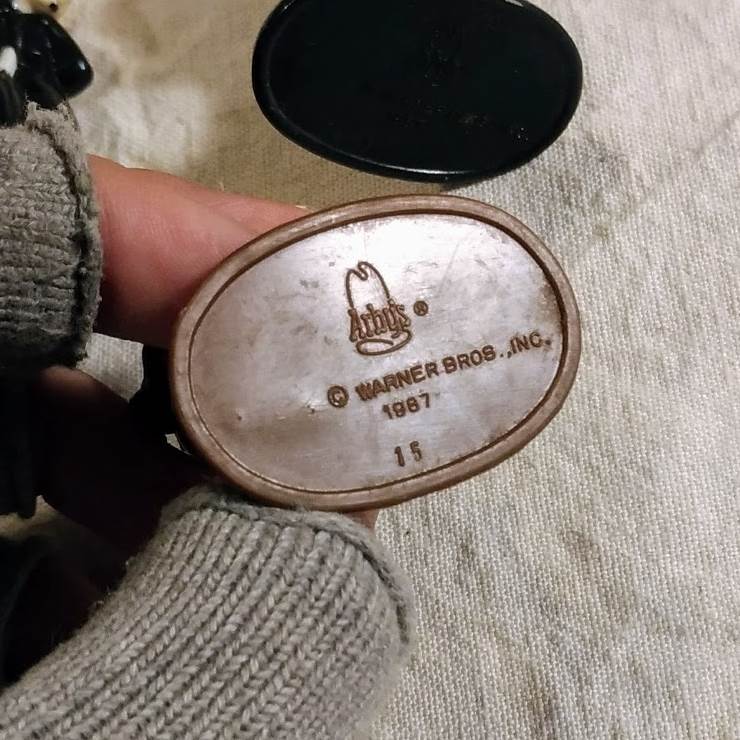 Arby's ®
© WARNER BROS., INC.
1987
15